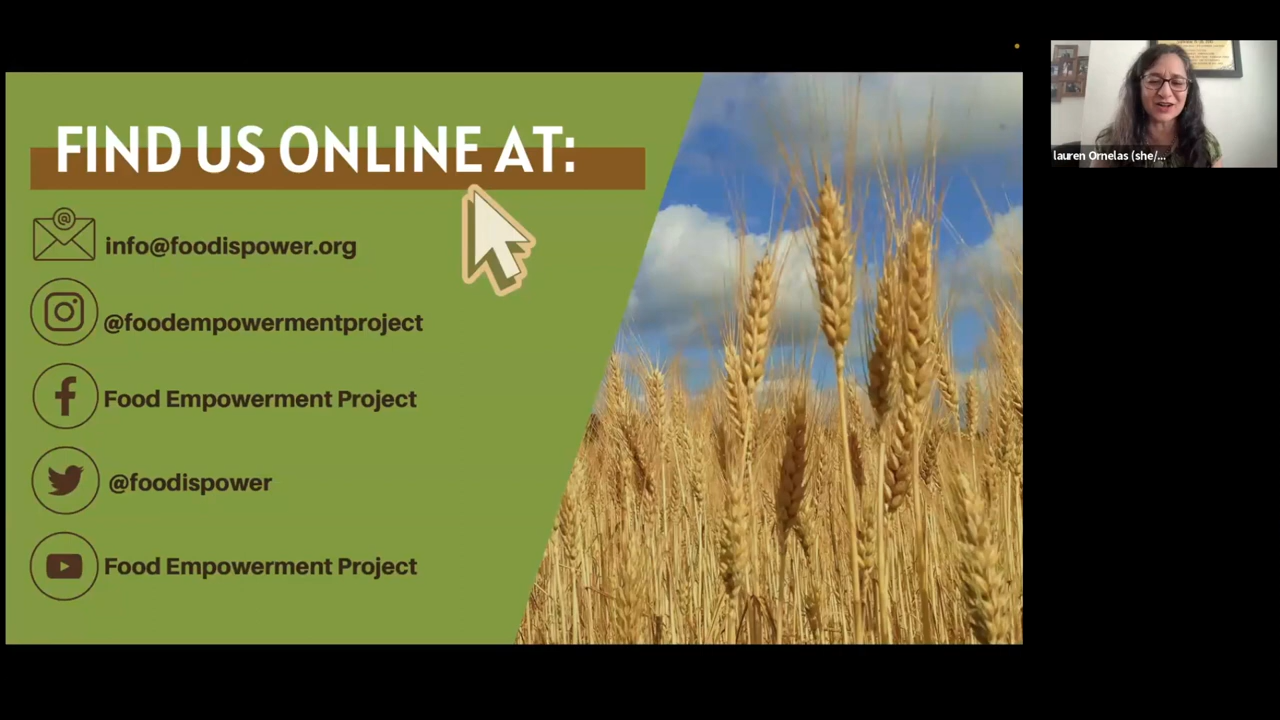 FIND US ONLINE AT:
@
info@foodispower.org
@foodempowermentproject
Food Empowerment Project
@foodispower
Food Empowerment Project
lauren Ornelas (she/...